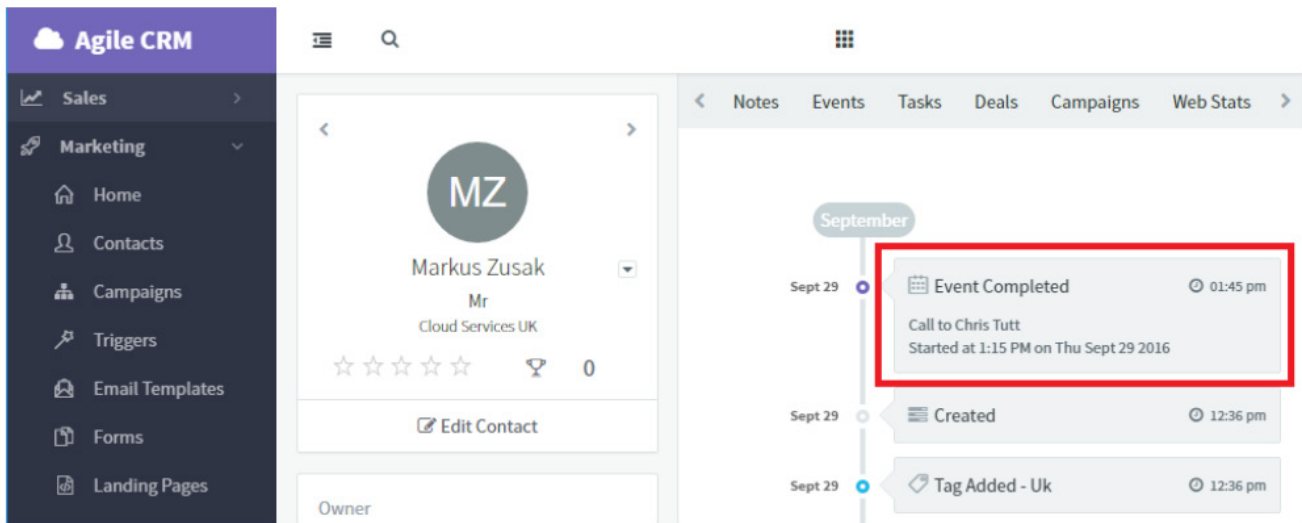 Agile CRM
Sales
Marketing
Home
Contacts
Campaigns
Triggers
Email Templates
Forms
Landing Pages
MZ
Markus Zusak
Mr
Cloud Services UK
0
Edit Contact
Owner
Notes Events Tasks Deals Campaigns Web Stats
September
Sept 29 Event Completed 01:45 pm
Call to Chris Tutt
Started at 1:15 PM on Thu Sept 29 2016
Sept 29 Created 12:36 pm
Sept 29 Tag Added - Uk 12:36 pm